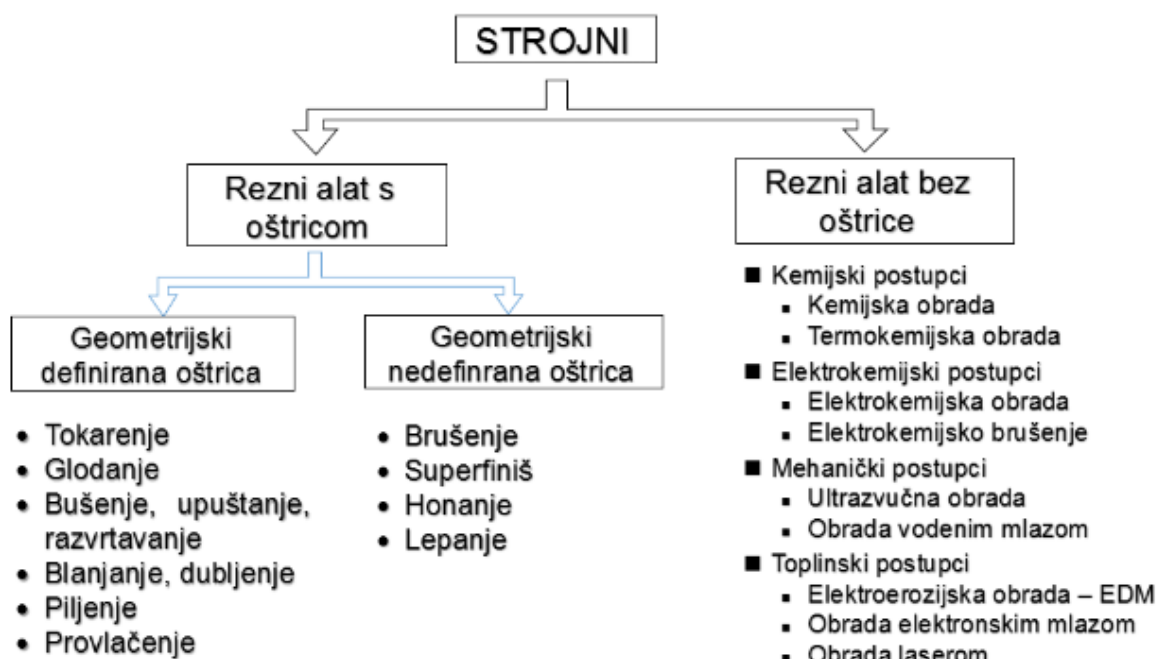 STROJNI
Rezni alat s
oštricom
Rezni alat bez
oštrice
Geometrijski
definirana oštrica
Geometrijski
nedefinrana oštrica
• Tokarenje
• Glodanje
• Bušenje, upuštanje,
razvrtavanje
• Blanjanje, dubljenje
• Piljenje
• Provlačenje
• Brušenje
• Superfiniš
• Honanje
• Lepanje
■ Kemijski postupci
▪ Kemijska obrada
▪ Termokemijska obrada
■ Elektrokemijski postupci
▪ Elektrokemijska obrada
▪ Elektrokemijsko brušenje
■ Mehanički postupci
▪ Ultrazvučna obrada
▪ Obrada vodenim mlazom
■ Toplinski postupci
▪ Elektroerozijska obrada – EDM
▪ Obrada elektronskim mlazom
▪ Obrada laserom